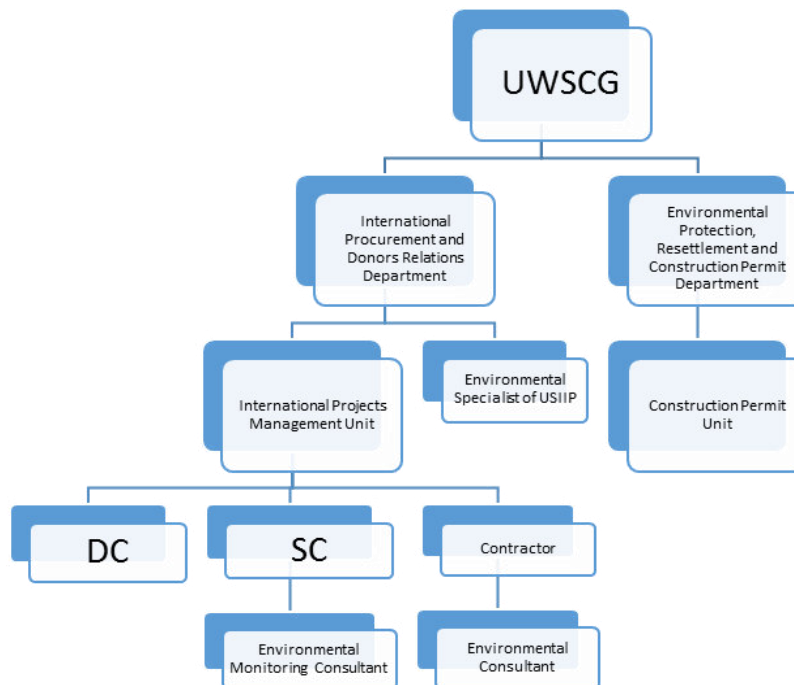 UWSCG
International
Procurement and
Donors Relations
Department
Environmental
Protection,
Resettlement and
Construction Permit
Department
International Projects
Management Unit
Environmental
Specialist of USIIP
Construction Permit
Unit
DC
SC
Contractor
Environmental
Monitoring Consultant
Environmental
Consultant